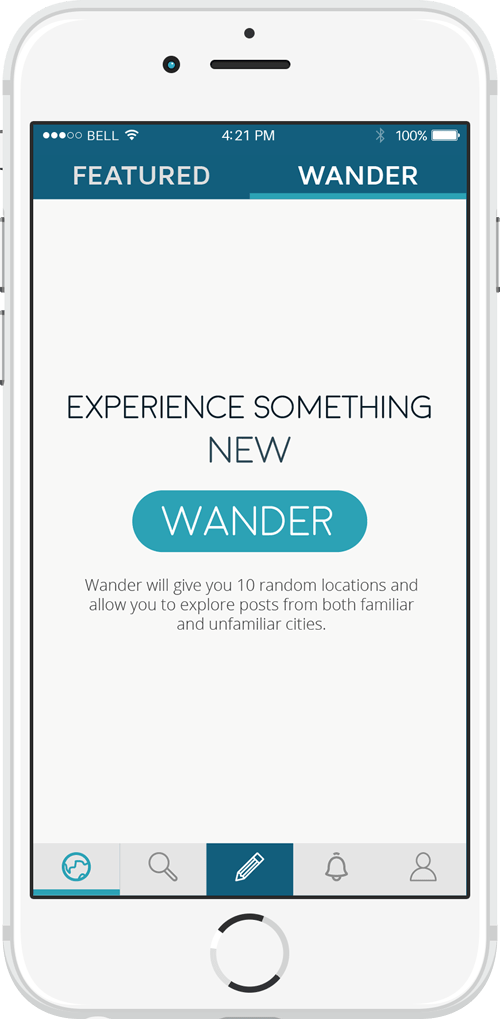 BELL 4:21 PM 100%
FEATURED WANDER
EXPERIENCE SOMETHING
NEW
WANDER
Wander will give you 10 random locations and
allow you to explore posts from both familiar
and unfamiliar cities.